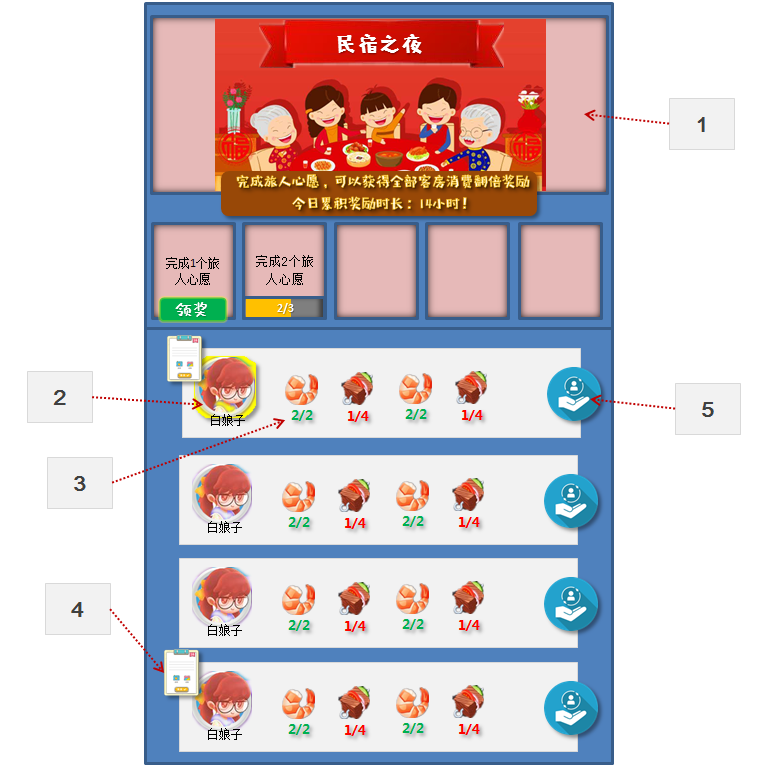 民宿之夜
完成旅人心愿，可以获得全部客房消费翻倍奖励
今日累积奖励时长：14小时！
1
完成1个旅
人心愿
领奖
完成2个旅
人心愿
2/3
2
白娘子
2/2
1/4
2/2
1/4
5
3
白娘子
2/2
1/4
2/2
1/4
4
白娘子
2/2
1/4
2/2
1/4
白娘子
2/2
1/4
2/2
1/4